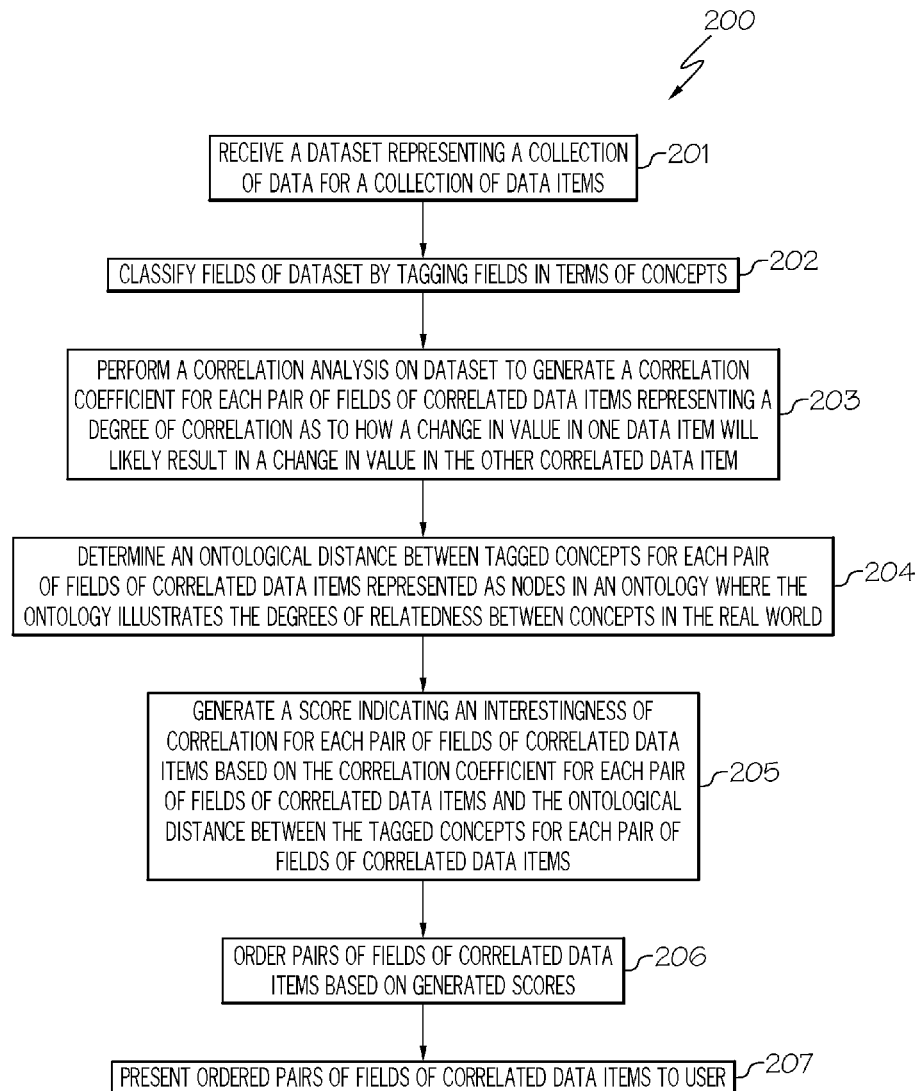 200
RECEIVE A DATASET REPRESENTING A COLLECTION
OF DATA FOR A COLLECTION OF DATA ITEMS
201
CLASSIFY FIELDS OF DATASET BY TAGGING FIELDS IN TERMS OF CONCEPTS
202
PERFORM A CORRELATION ANALYSIS ON DATASET TO GENERATE A CORRELATION
COEFFICIENT FOR EACH PAIR OF FIELDS OF CORRELATED DATA ITEMS REPRESENTING A
DEGREE OF CORRELATION AS TO HOW A CHANGE IN VALUE IN ONE DATA ITEM WILL
LIKELY RESULT IN A CHANGE IN VALUE IN THE OTHER CORRELATED DATA ITEM
203
DETERMINE AN ONTOLOGICAL DISTANCE BETWEEN TAGGED CONCEPTS FOR EACH PAIR
OF FIELDS OF CORRELATED DATA ITEMS REPRESENTED AS NODES IN AN ONTOLOGY WHERE THE
ONTOLOGY ILLUSTRATES THE DEGREES OF RELATEDNESS BETWEEN CONCEPTS IN THE REAL WORLD
204
GENERATE A SCORE INDICATING AN INTERESTINGNESS OF
CORRELATION FOR EACH PAIR OF FIELDS OF CORRELATED DATA
ITEMS BASED ON THE CORRELATION COEFFICIENT FOR EACH PAIR
OF FIELDS OF CORRELATED DATA ITEMS AND THE ONTOLOGICAL
DISTANCE BETWEEN THE TAGGED CONCEPTS FOR EACH PAIR OF
FIELDS OF CORRELATED DATA ITEMS
205
ORDER PAIRS OF FIELDS OF CORRELATED DATA
ITEMS BASED ON GENERATED SCORES
206
PRESENT ORDERED PAIRS OF FIELDS OF CORRELATED DATA ITEMS TO USER
207